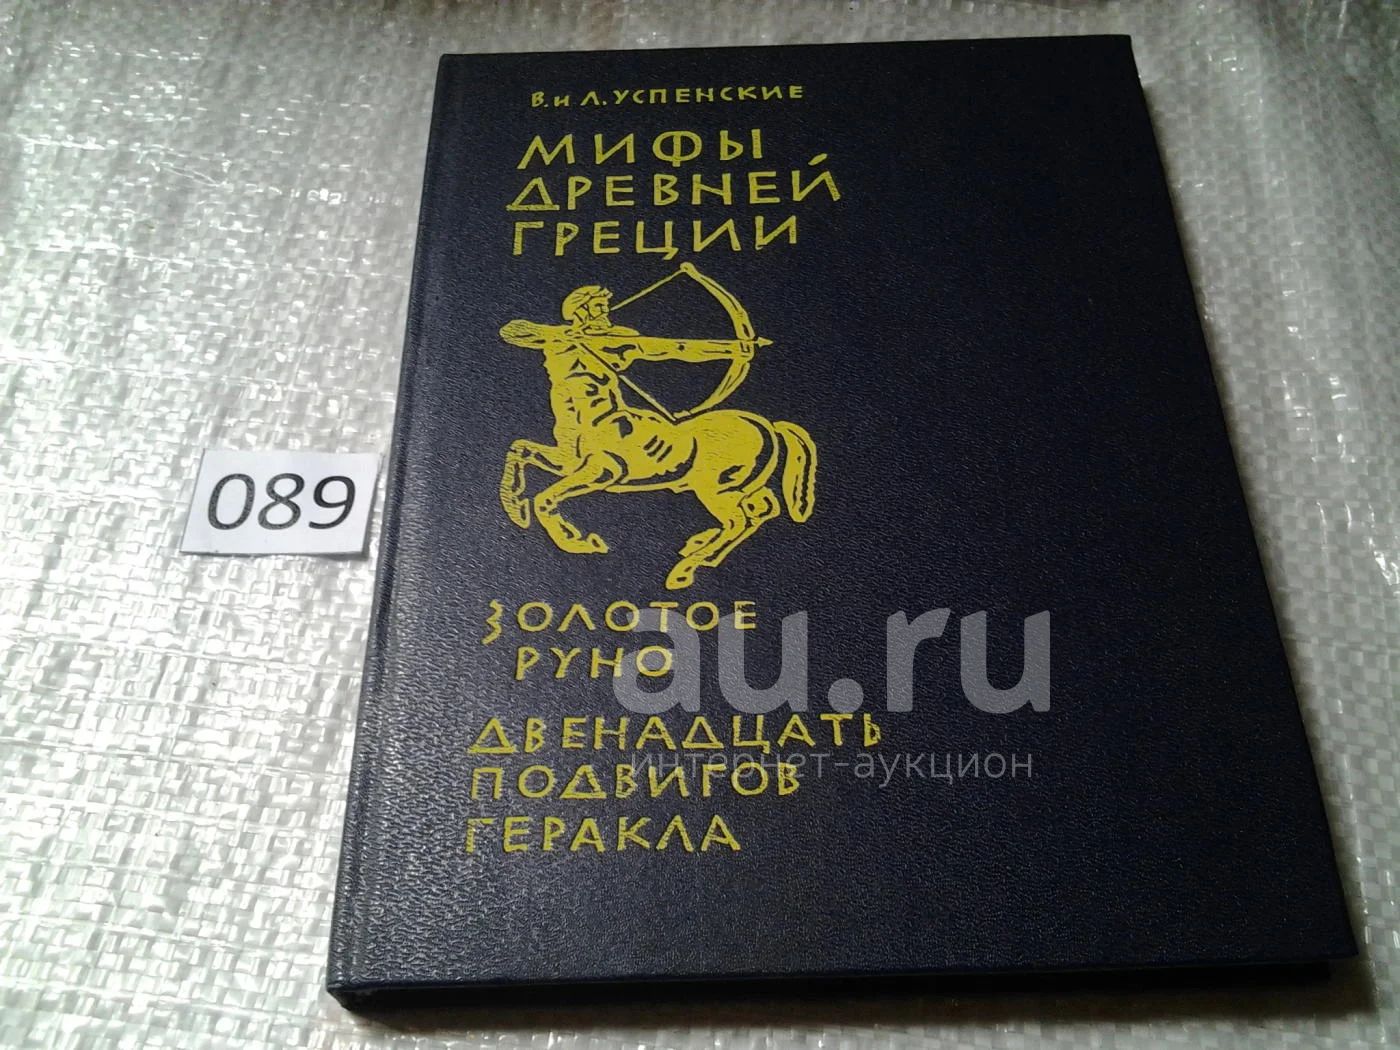 В. и Л. УСПЕНСКИЕ
МИФЫ
ДРЕВНЕЙ
ГРЕЦИИ
089
ЗОЛОТОЕ
РУНО
au.ru
интернет-аукцион
ДВЕНАДЦАТЬ
ПОДВИГОВ
ГЕРАКЛА